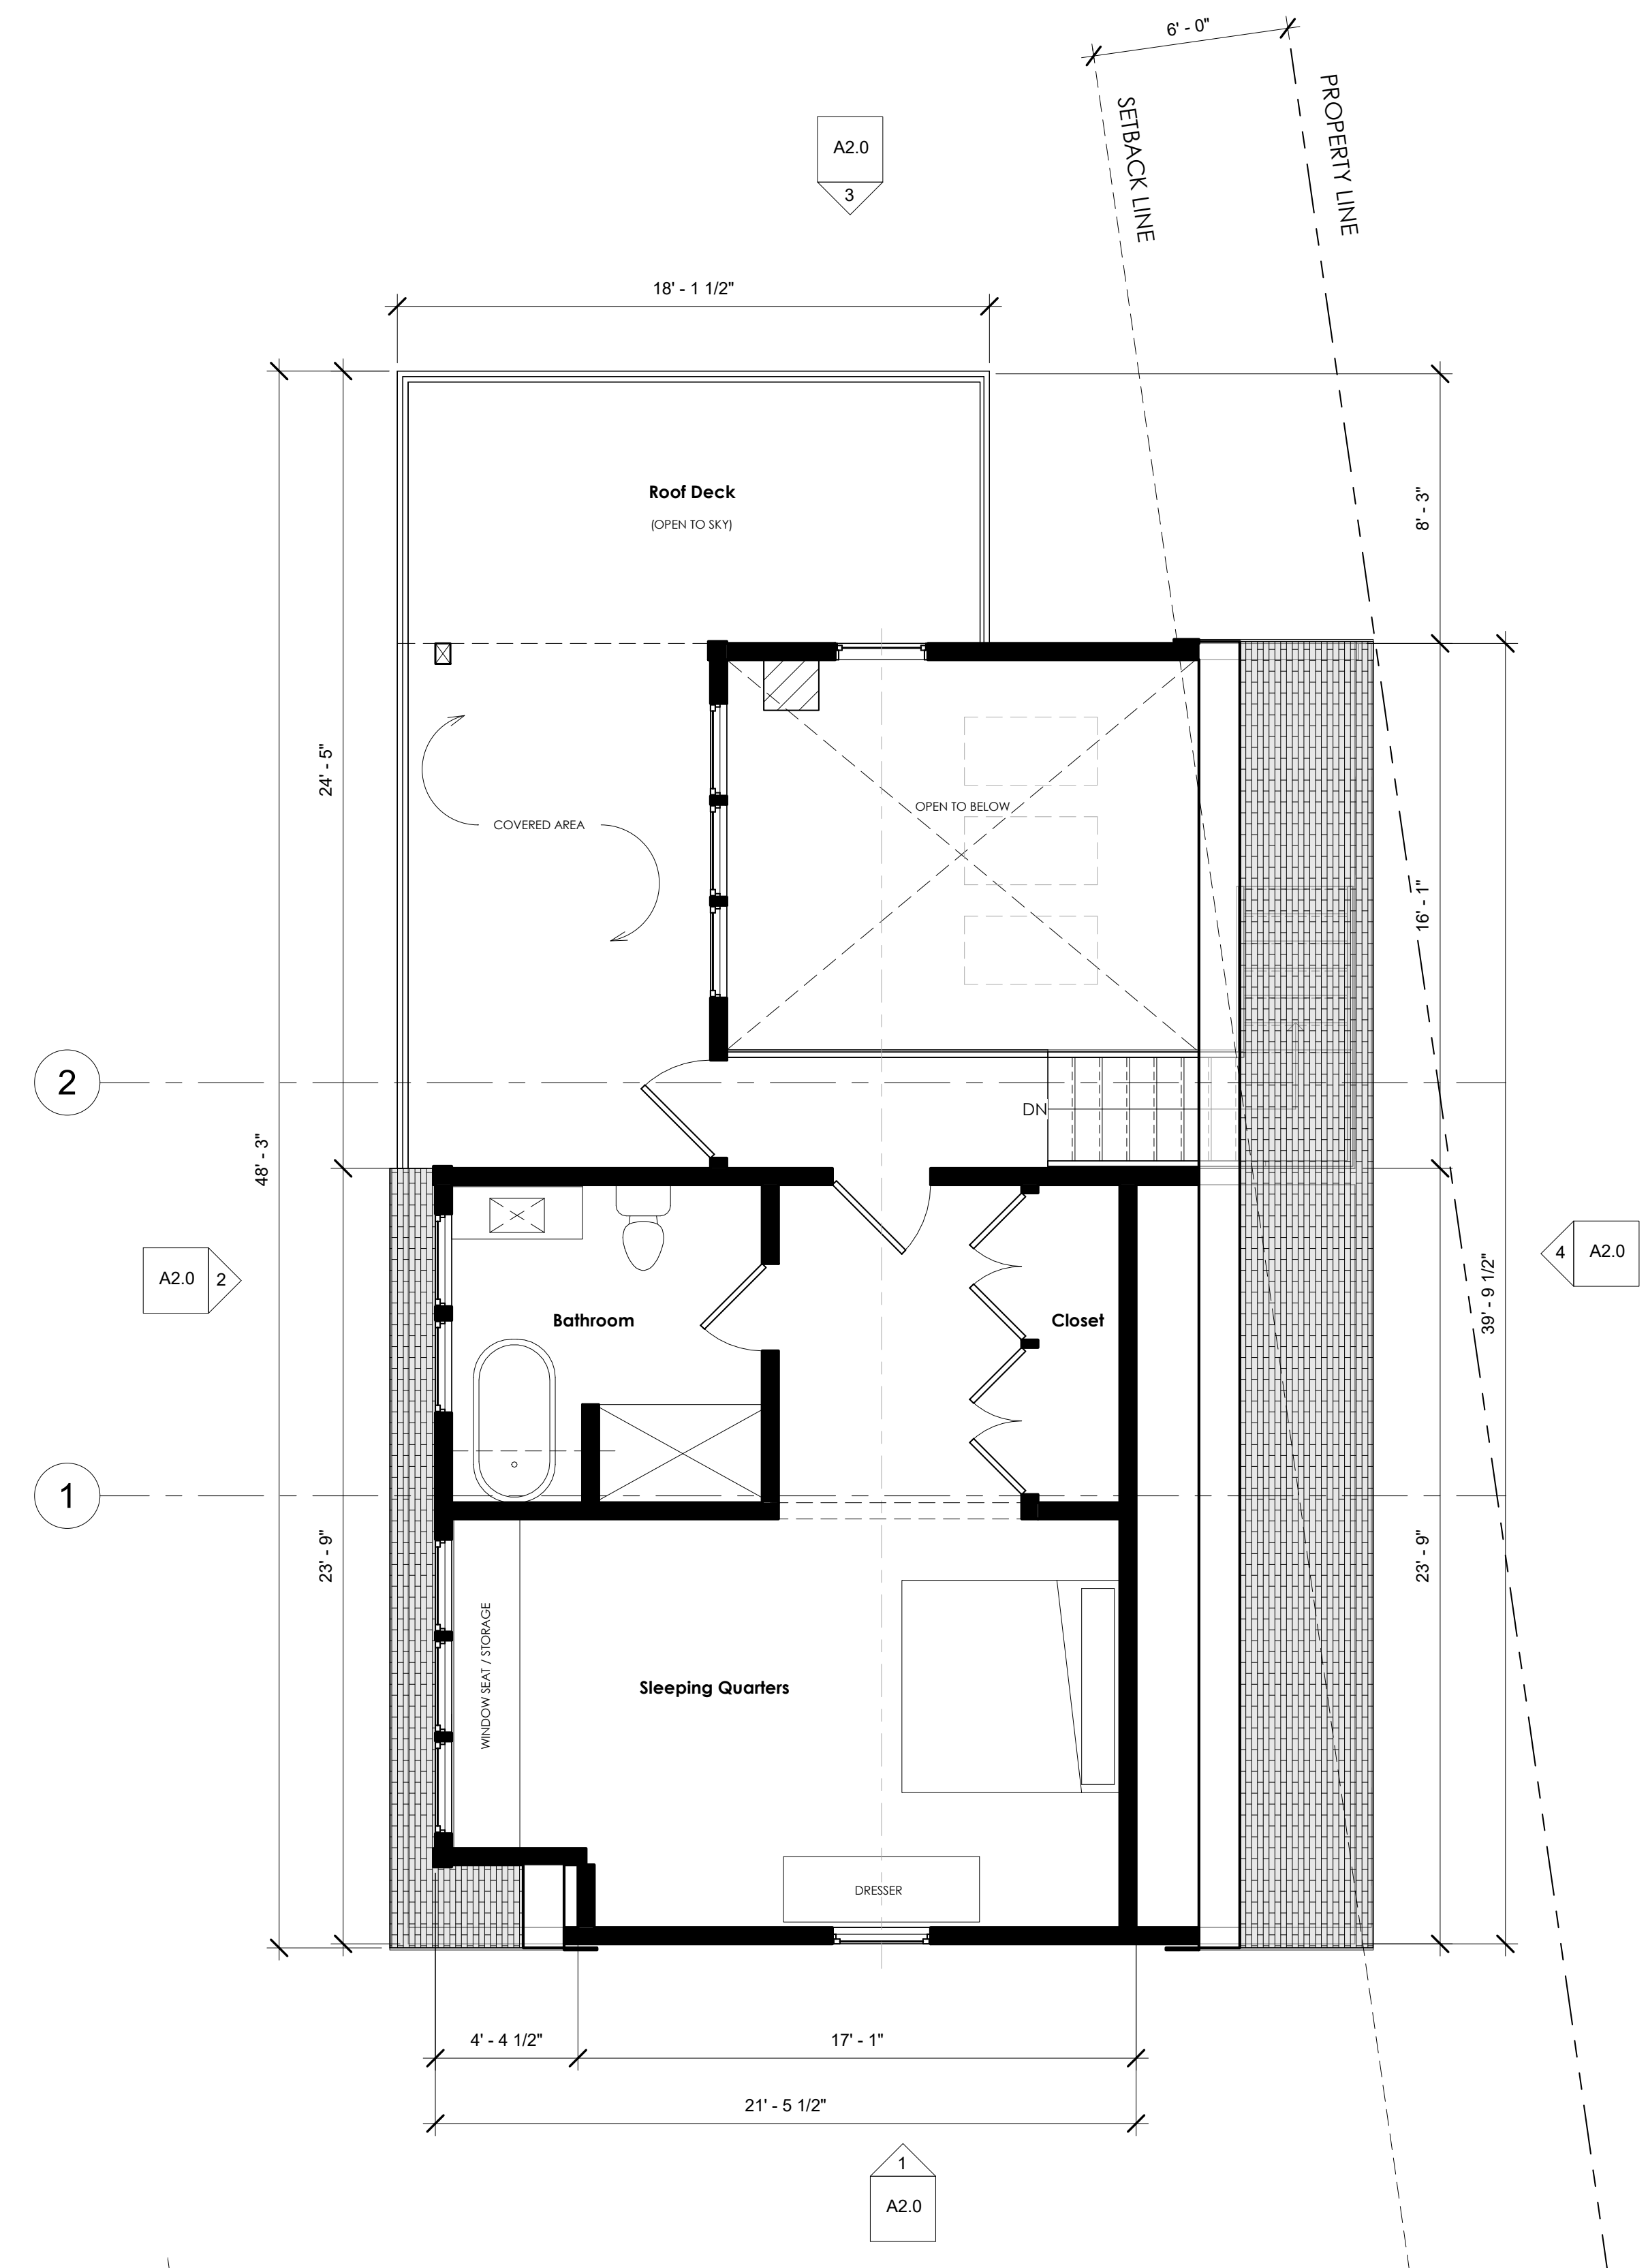 6' - 0"
SETBACK LINE
PROPERTY LINE
A2.0
3
18' - 1 1/2"
Roof Deck
(OPEN TO SKY)
8' - 3"
24' - 5"
OPEN TO BELOW
COVERED AREA
16' - 1"
2
DN
48' - 3"
A2.0
2
Bathroom
Closet
4
A2.0
39' - 9 1/2"
1
23' - 9"
23' - 9"
WINDOW SEAT / STORAGE
Sleeping Quarters
DRESSER
4' - 4 1/2"
17' - 1"
21' - 5 1/2"
1
A2.0